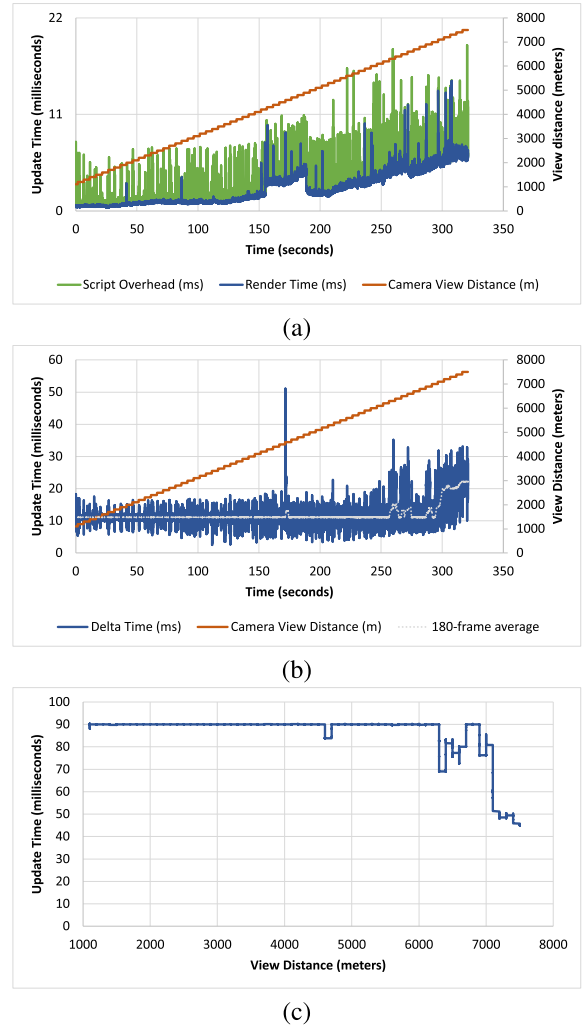 22
11
2
Update Time (milliseconds)
8000
7000
6000
5000
4000
3000
2000
1000
0
View distance (meters)
0 50 100 150 200 250 300 350
Time (seconds)
Script Overhead (ms) Render Time (ms) Camera View Distance (m)
(a)
60
50
40
30
20
10
0
Update Time (milliseconds)
8000
7000
6000
5000
4000
3000
2000
1000
0
View Distance (meters)
0 50 100 150 200 250 300 350
Time (seconds)
Delta Time (ms) Camera View Distance (m) 180-frame average
(b)
100
90
80
70
60
50
40
30
20
10
0
Update Time (milliseconds)
1000 2000 3000 4000 5000 6000 7000 8000
View Distance (meters)
(c)